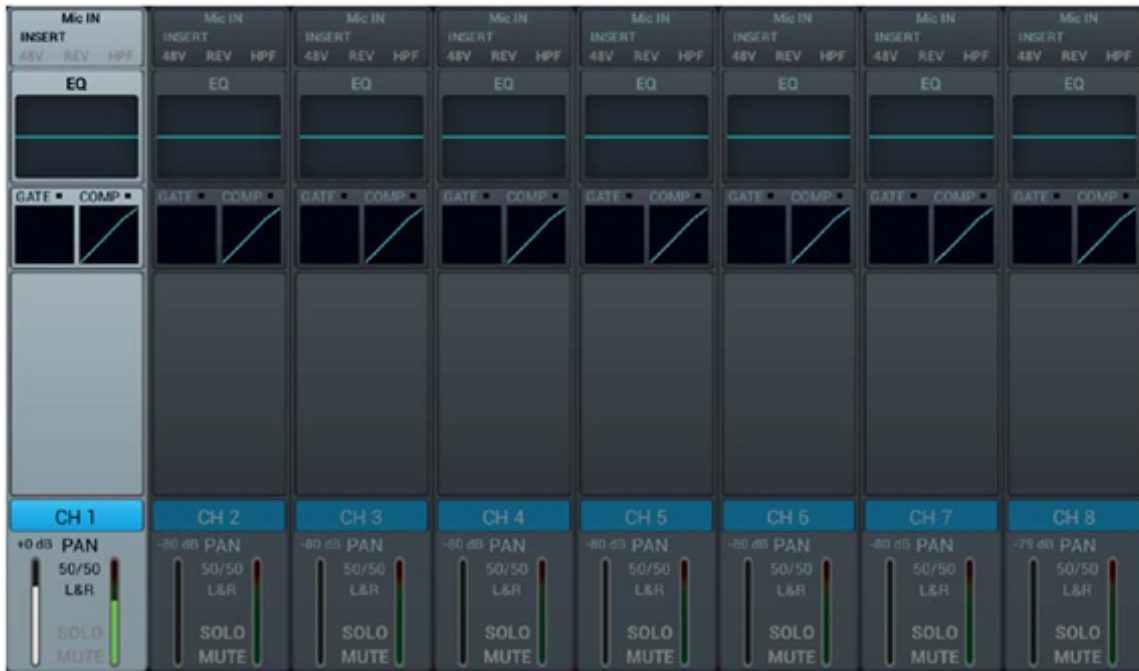 Mic IN Mic IN Mic IN Mic IN Mic IN Mic IN Mic IN Mic IN
INSERT INSERT INSERT INSERT INSERT INSERT INSERT INSERT
48V REV HPF 48V REV HPF 48V REV HPF 48V REV HPF 48V REV HPF 48V REV HPF 48V REV HPF 48V REV HPF
EQ EQ EQ EQ EQ EQ EQ EQ
GATE COMP GATE COMP GATE COMP GATE COMP GATE COMP GATE COMP GATE COMP GATE COMP
CH 1 CH 2 CH 3 CH 4 CH 5 CH 6 CH 7 CH 8
+0 dB PAN -80 dB PAN -80 dB PAN -80 dB PAN -80 dB PAN -80 dB PAN -80 dB PAN -79 dB PAN
50/50 50/50 50/50 50/50 50/50 50/50 50/50 50/50
L&R L&R L&R L&R L&R L&R L&R L&R
SOLO SOLO SOLO SOLO SOLO SOLO SOLO SOLO
MUTE MUTE MUTE MUTE MUTE MUTE MUTE MUTE